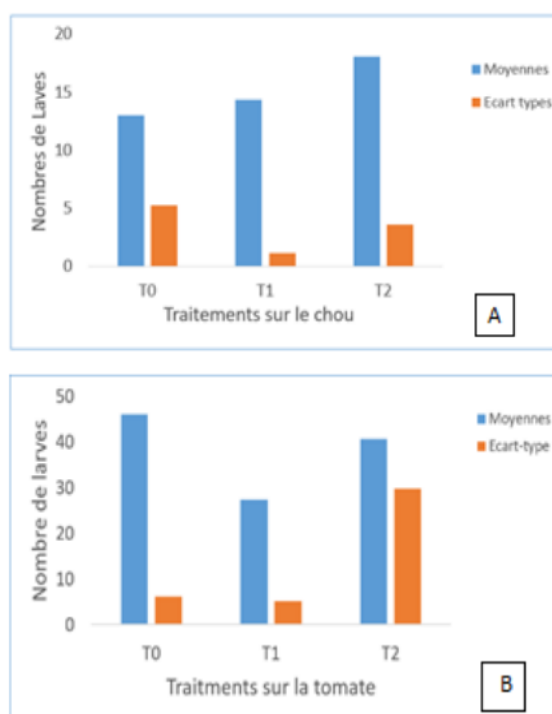 20
15
10
5
0
Nombres de Laves
T0
T1
T2
Traitements sur le chou
Moyennes
Ecart types
A
50
40
30
20
10
0
Nombre de larves
T0
T1
T2
Traitments sur la tomate
Moyennes
Ecart-type
B